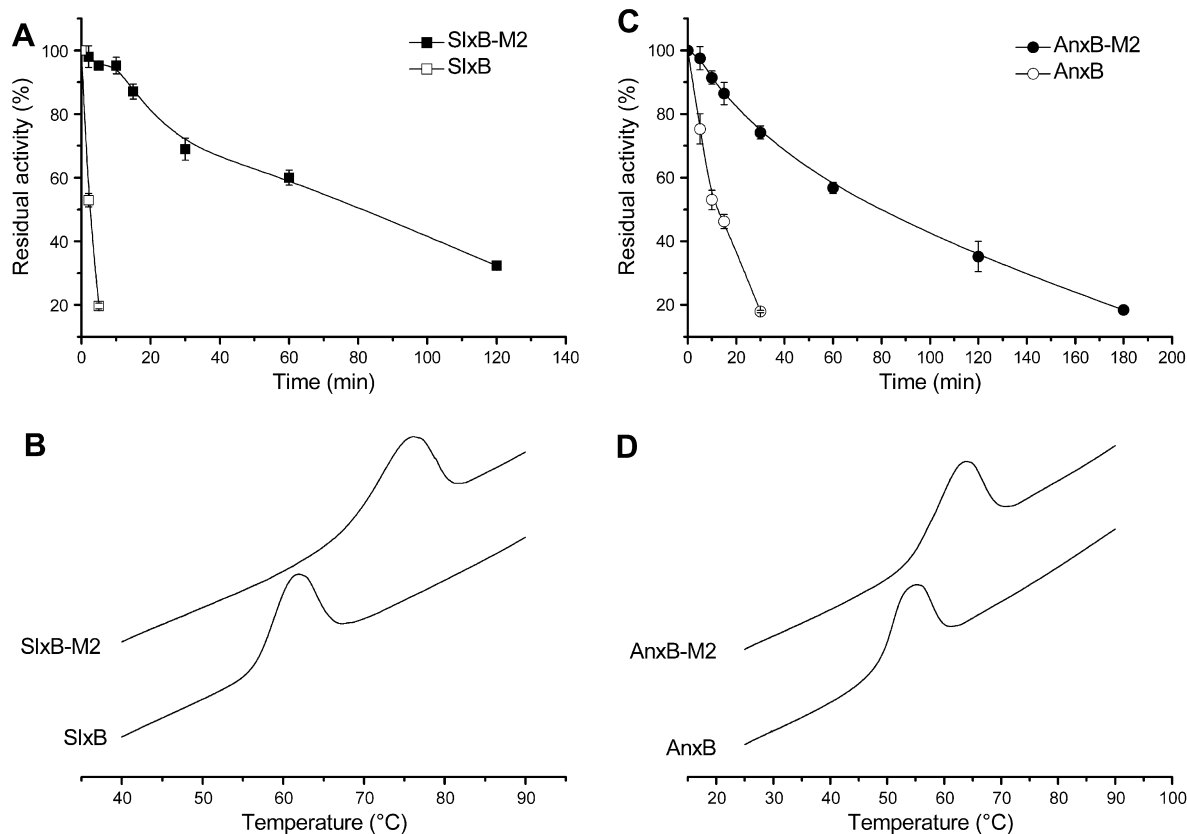 A
SlxB-M2
SlxB
Residual activity (%)
100
80
60
40
20
0 20 40 60 80 100 120 140
Time (min)
C
AnxB-M2
AnxB
Residual activity (%)
100
80
60
40
20
0 20 40 60 80 100 120 140 160 180 200
Time (min)
B
SlxB-M2
SlxB
40 50 60 70 80 90
Temperature (°C)
D
AnxB-M2
AnxB
20 30 40 50 60 70 80 90 100
Temperature (°C)